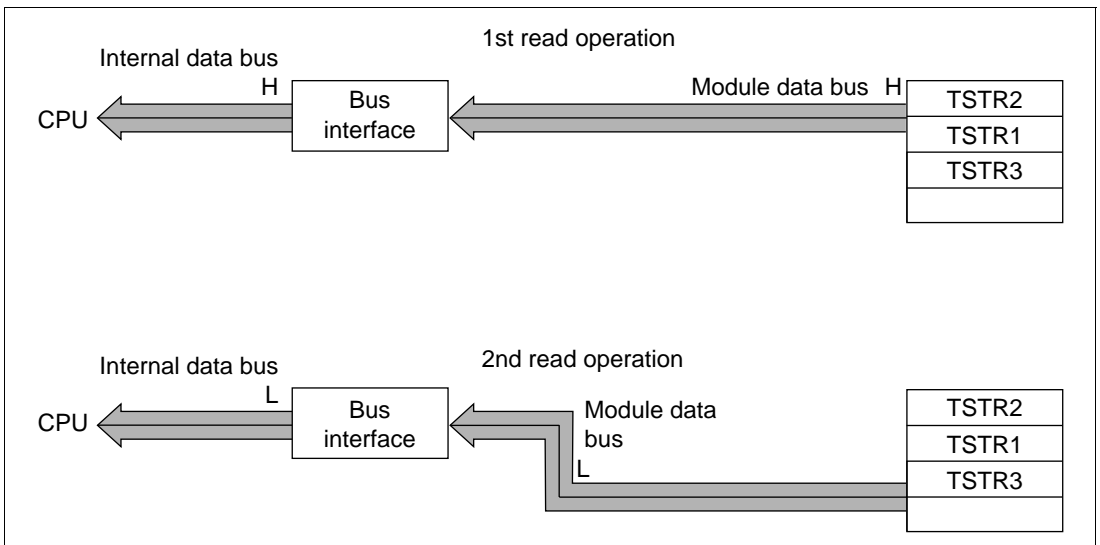 1st read operation
Internal data bus
H
Module data bus H
CPU
Bus
interface
TSTR2
TSTR1
TSTR3
2nd read operation
Internal data bus
L
CPU
Bus
interface
Module data
bus
L
TSTR2
TSTR1
TSTR3